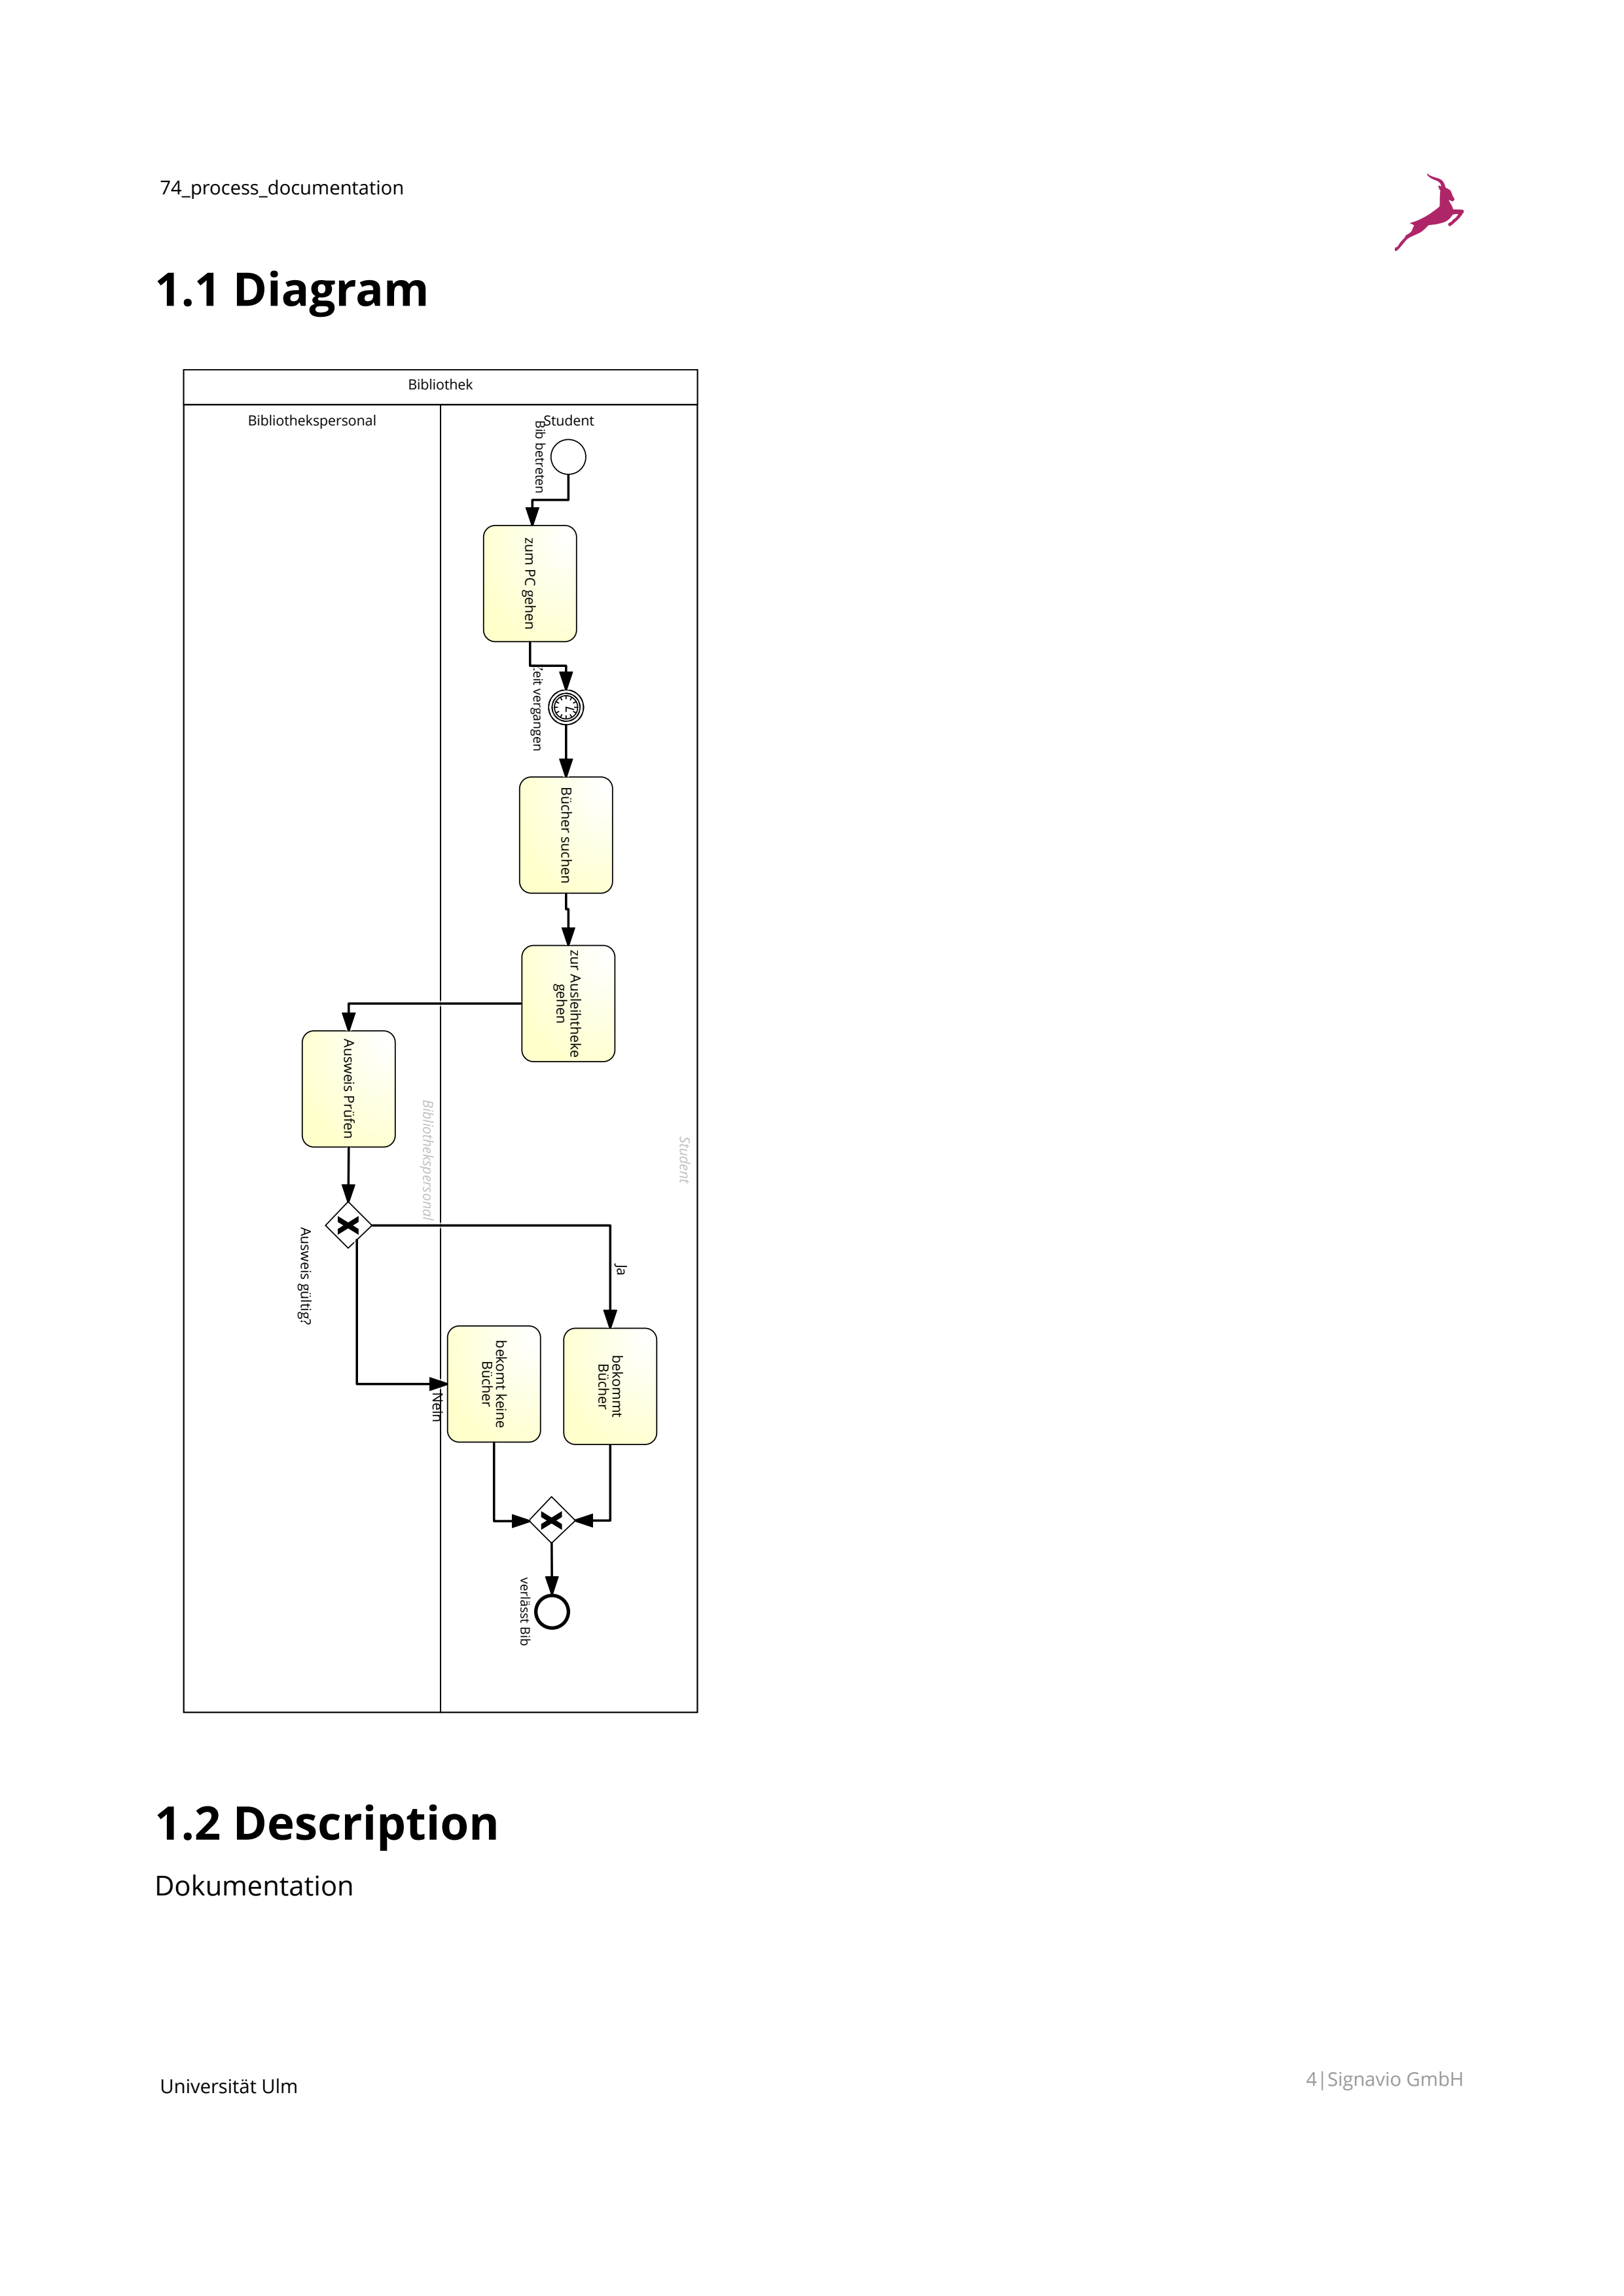 74_process_documentation
1.1 Diagram
Bibliothek
Bibliothekspersonal
Student
Bib betreten
zum PC gehen
Zeit vergangen
Bücher suchen
zur Ausleihtheke
gehen
Ausweis Prüfen
Bibliothekspersonal
Student
Ausweis gültig?
Ja
Nein
bekomt keine
Bücher
bekommt
Bücher
verlässt Bib
1.2 Description
Dokumentation
Universität Ulm
4|Signavio GmbH